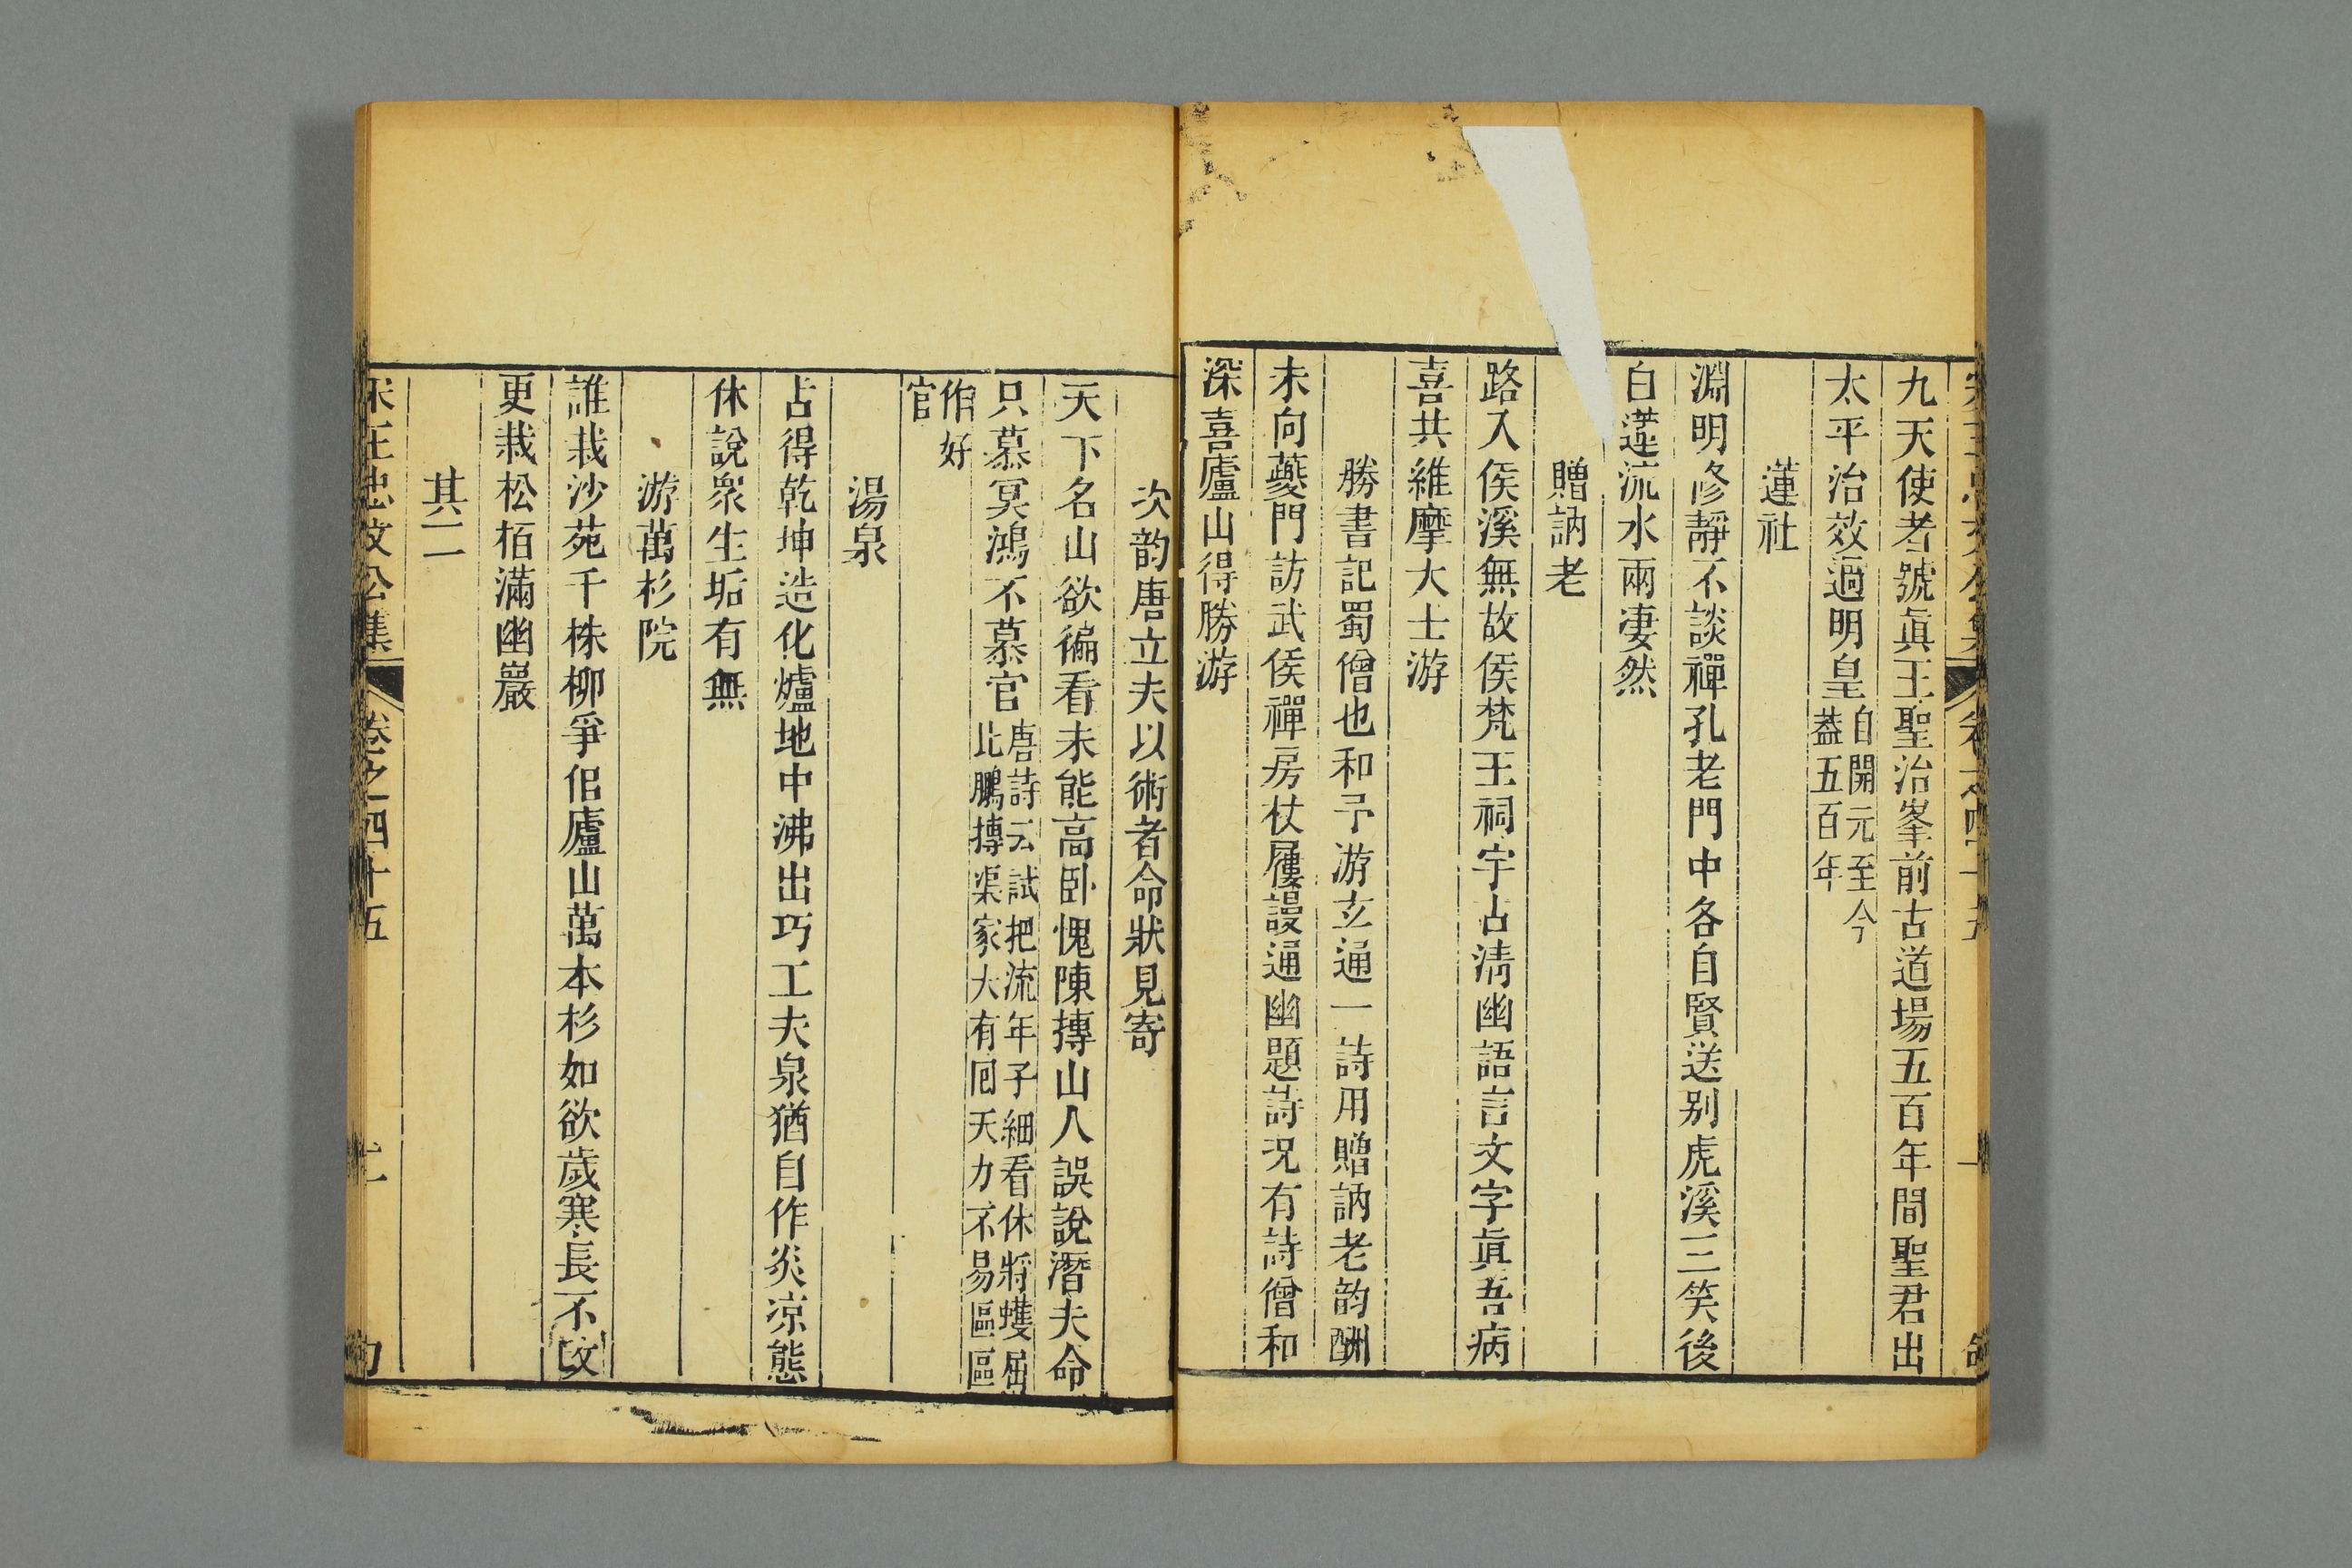 九天使者號眞王聖治峯前古道場五百年間聖君出
太平治效過明皇自開元至今蓋五百年
蓮社
淵明修靜不談禪孔老門中各自賢送别虎溪三笑後
白蓮流水兩凄然
贈訥老
路入侯溪無故侯梵王祠宇占淸幽語言文字眞吾病
喜共維摩大士游
勝書記蜀僧也和予游玄通一詩用贈訥老韵酬
未向夔門訪武侯禪房杖屨謾通幽題詩况有詩僧和
深喜廬山得勝游
次韵唐立夫以術者命狀見寄
天下名山欲徧看未能高卧愧陳摶山人誤說潛夫命
只慕冥鴻不慕官唐詩云試把流年子細看休將蠖屈此鵬摶渠家大有囘天力不易區區
作好官
湯泉
占得乾坤造化爐地中沸出巧工夫泉猶自作炎凉態
休說衆生垢有無
游萬杉院
誰栽沙苑千株柳爭佀廬山萬本杉如欲歲寒長不改
更栽松栢滿幽巖
其二
宋王忠文公集 卷之四十五 二